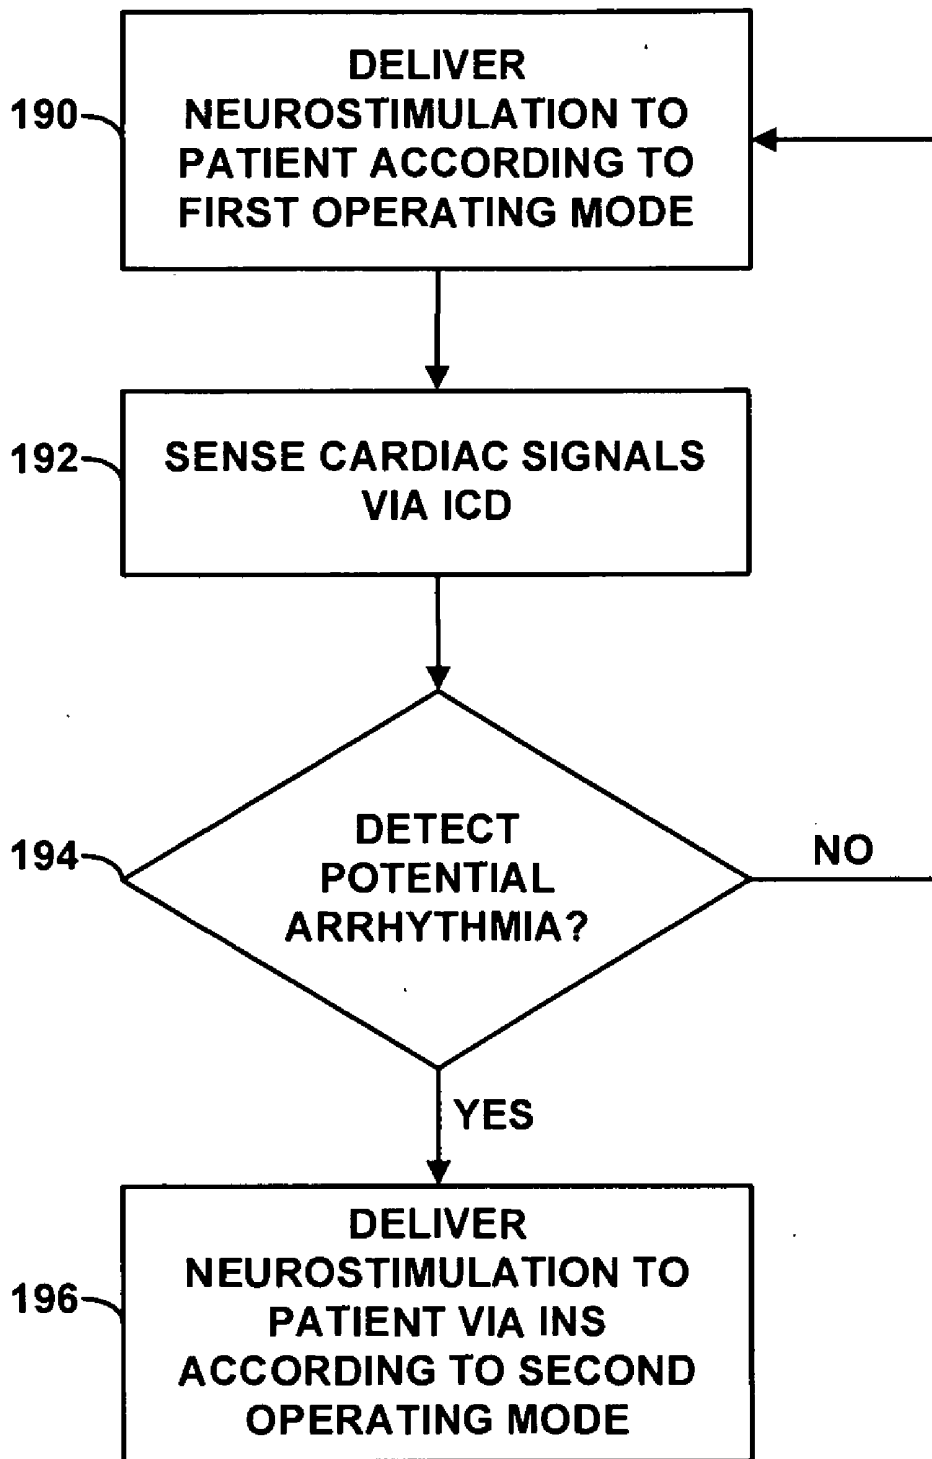 DELIVER
190
NEUROSTIMULATION TO
PATIENT ACCORDING TO
FIRST OPERATING MODE
192
SENSE CARDIAC SIGNALS
VIA ICD
194
DETECT
POTENTIAL
ARRHYTHMIA?
NO
YES
DELIVER
NEUROSTIMULATION TO
196
PATIENT VIA INS
ACCORDING TO SECOND
OPERATING MODE